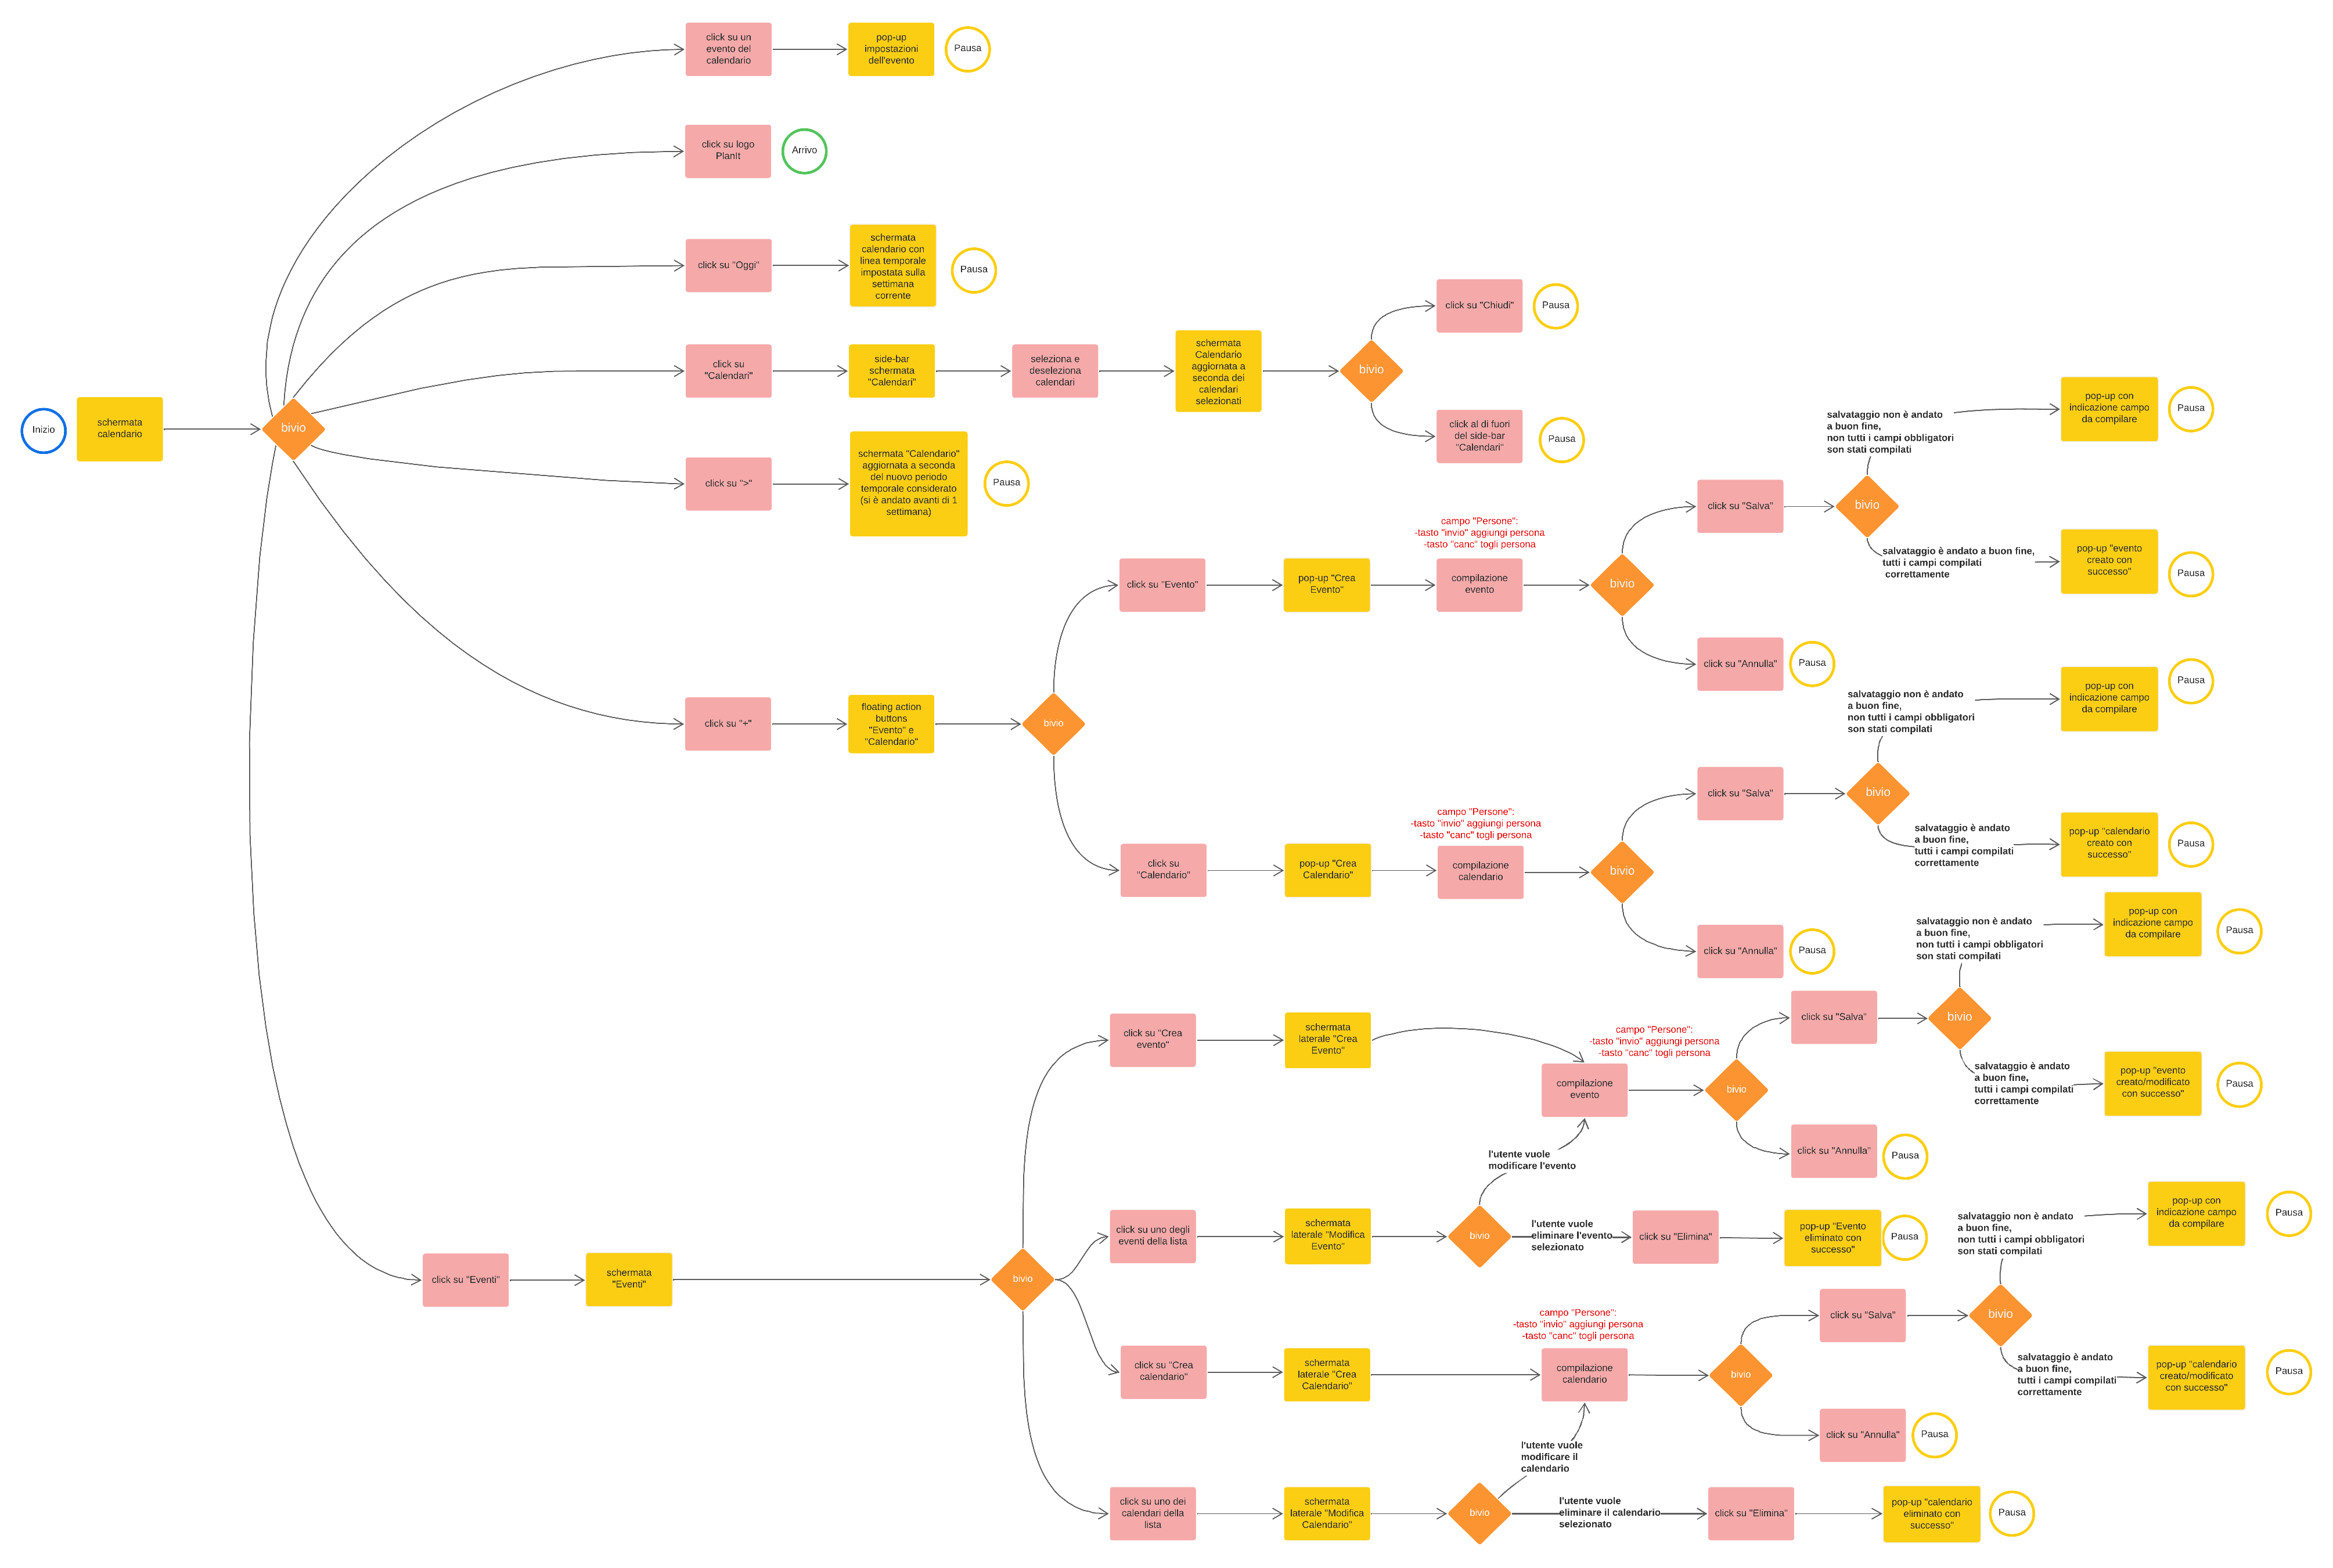 click su un
evento del
calendario
pop-up
impostazioni
dell'evento
Pausa
click su logo
PlanIt
Arrivo
click su "Oggi"
schermata
calendario con
linea temporale
impostata sulla
settimana
corrente
Pausa
click su
"Calendari"
side-bar
schermata
"Calendari"
seleziona e
deseleziona
calendari
schermata
Calendario
aggiornata a
seconda dei
calendari
selezionati
bivio
click su "Chiudi"
Pausa
click al di fuori
del side-bar
"Calendari"
Pausa
Inizio
schermata
calendario
bivio
click su ">"
schermata "Calendario"
aggiornata a seconda
del nuovo periodo
temporale considerato
(si è andato avanti di 1
settimana)
Pausa
click su "+"
floating action
buttons
"Evento" e
"Calendario"
bivio
click su "Evento"
pop-up "Crea
Evento"
campo "Persone":
-tasto "invio" aggiungi persona
-tasto "canc" togli persona
compilazione
evento
bivio
click su "Salva"
bivio
salvataggio non è andato
a buon fine,
non tutti i campi obbligatori
son stati compilati
pop-up con
indicazione campo
da compilare
Pausa
salvataggio è andato a buon fine,
tutti i campi compilati
correttamente
pop-up "evento
creato con
successo"
Pausa
click su "Annulla"
Pausa
click su
"Calendario"
pop-up "Crea
Calendario"
campo "Persone":
-tasto "invio" aggiungi persona
-tasto "canc" togli persona
compilazione
calendario
bivio
click su "Salva"
bivio
salvataggio non è andato
a buon fine,
non tutti i campi obbligatori
son stati compilati
pop-up con
indicazione campo
da compilare
Pausa
salvataggio è andato
a buon fine,
tutti i campi compilati
correttamente
pop-up "calendario
creato con
successo"
Pausa
click su "Annulla"
Pausa
click su "Eventi"
schermata
"Eventi"
bivio
click su "Crea
evento"
schermata
laterale "Crea
Evento"
campo "Persone":
-tasto "invio" aggiungi persona
-tasto "canc" togli persona
compilazione
evento
bivio
click su "Salva"
bivio
salvataggio non è andato
a buon fine,
non tutti i campi obbligatori
son stati compilati
pop-up con
indicazione campo
da compilare
Pausa
salvataggio è andato
a buon fine,
tutti i campi compilati
correttamente
pop-up "evento
creato/modificato
con successo"
Pausa
click su "Annulla"
Pausa
click su uno degli
eventi della lista
schermata
laterale "Modifica
Evento"
bivio
l'utente vuole
modificare l'evento
l'utente vuole
eliminare l'evento
selezionato
click su "Elimina"
pop-up "Evento
eliminato con
successo"
Pausa
click su "Crea
calendario"
schermata
laterale "Crea
Calendario"
campo "Persone":
-tasto "invio" aggiungi persona
-tasto "canc" togli persona
compilazione
calendario
bivio
click su "Salva"
bivio
salvataggio non è andato
a buon fine,
non tutti i campi obbligatori
son stati compilati
pop-up con
indicazione campo
da compilare
Pausa
salvataggio è andato
a buon fine,
tutti i campi compilati
correttamente
pop-up "calendario
creato/modificato
con successo"
Pausa
click su "Annulla"
Pausa
click su uno dei
calendari della
lista
schermata
laterale "Modifica
Calendario"
bivio
l'utente vuole
modificare il
calendario
l'utente vuole
eliminare il calendario
selezionato
click su "Elimina"
pop-up "calendario
eliminato con
successo"
Pausa